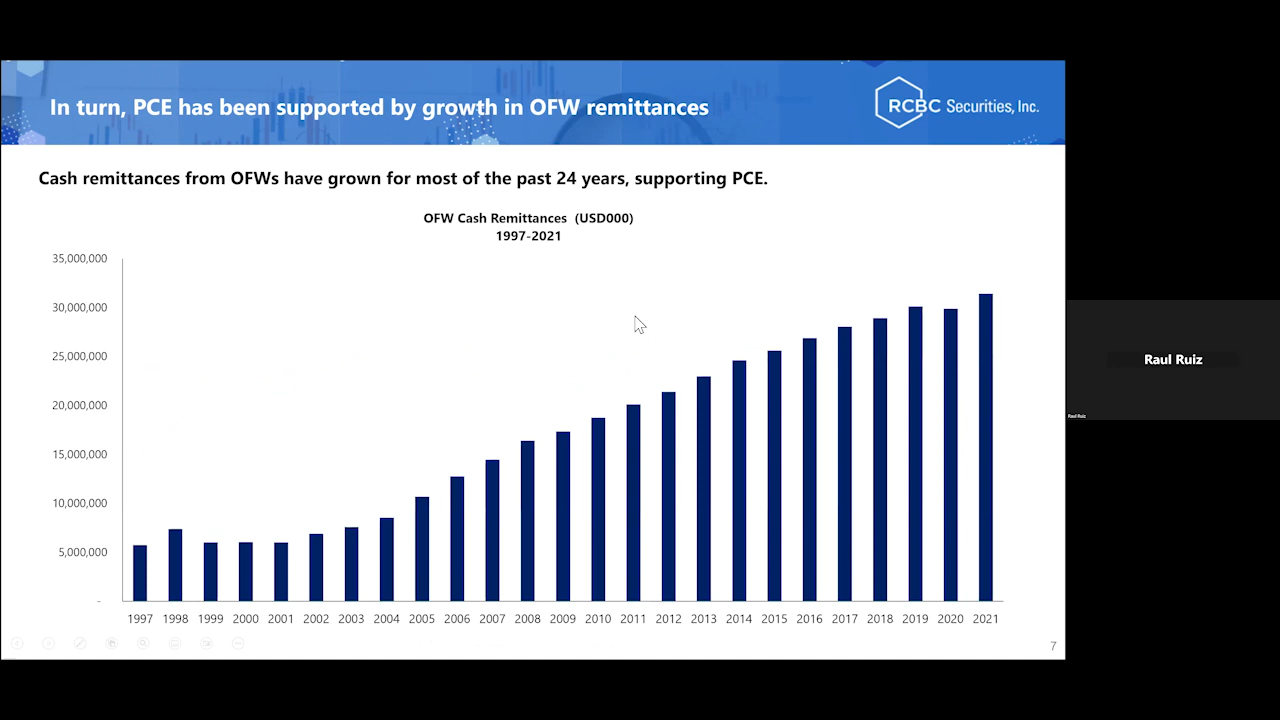 In turn, PCE has been supported by growth in OFW remittances
RCBC Securities, Inc.
Cash remittances from OFWs have grown for most of the past 24 years, supporting PCE.
OFW Cash Remittances (USD000)
1997-2021
35,000,000
30,000,000
25,000,000
20,000,000
15,000,000
10,000,000
5,000,000
-
1997 1998 1999 2000 2001 2002 2003 2004 2005 2006 2007 2008 2009 2010 2011 2012 2013 2014 2015 2016 2017 2018 2019 2020 2021
7
Raul Ruiz
Raul Ruiz